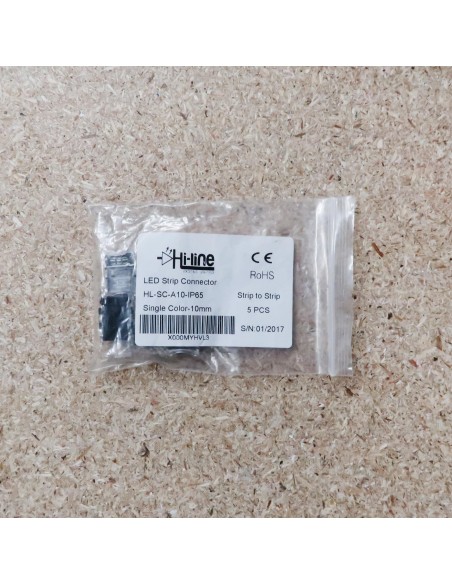 Hi-line
CE
RoHS
LED Strip Connector
HL-SC-A10-IP65
Strip to Strip
Single Color-10mm
5 PCS
S/N:01/2017
X000MYHVL3